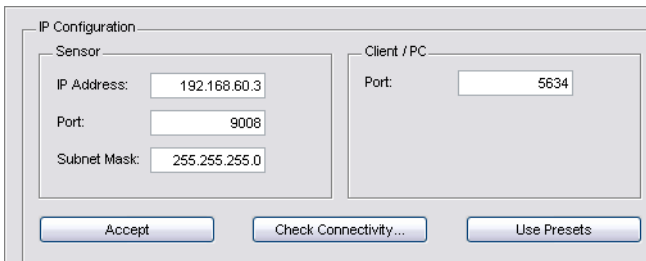 IP Configuration
Sensor
IP Address: 192.168.60.3
Port: 9008
Subnet Mask: 255.255.255.0
Client / PC
Port: 5634
Accept
Check Connectivity...
Use Presets